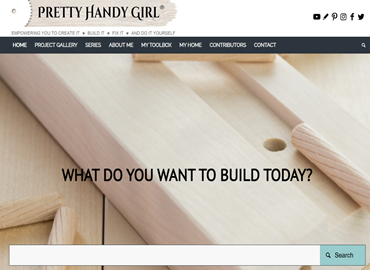 PRETTY HANDY GIRL®
EMPOWERING YOU TO CREATE IT ★ BUILD IT ★ FIX IT ★ AND DO IT YOURSELF
HOME PROJECT GALLERY SERIES ABOUT ME MY TOOLBOX MY HOME CONTRIBUTORS CONTACT
WHAT DO YOU WANT TO BUILD TODAY?
Search